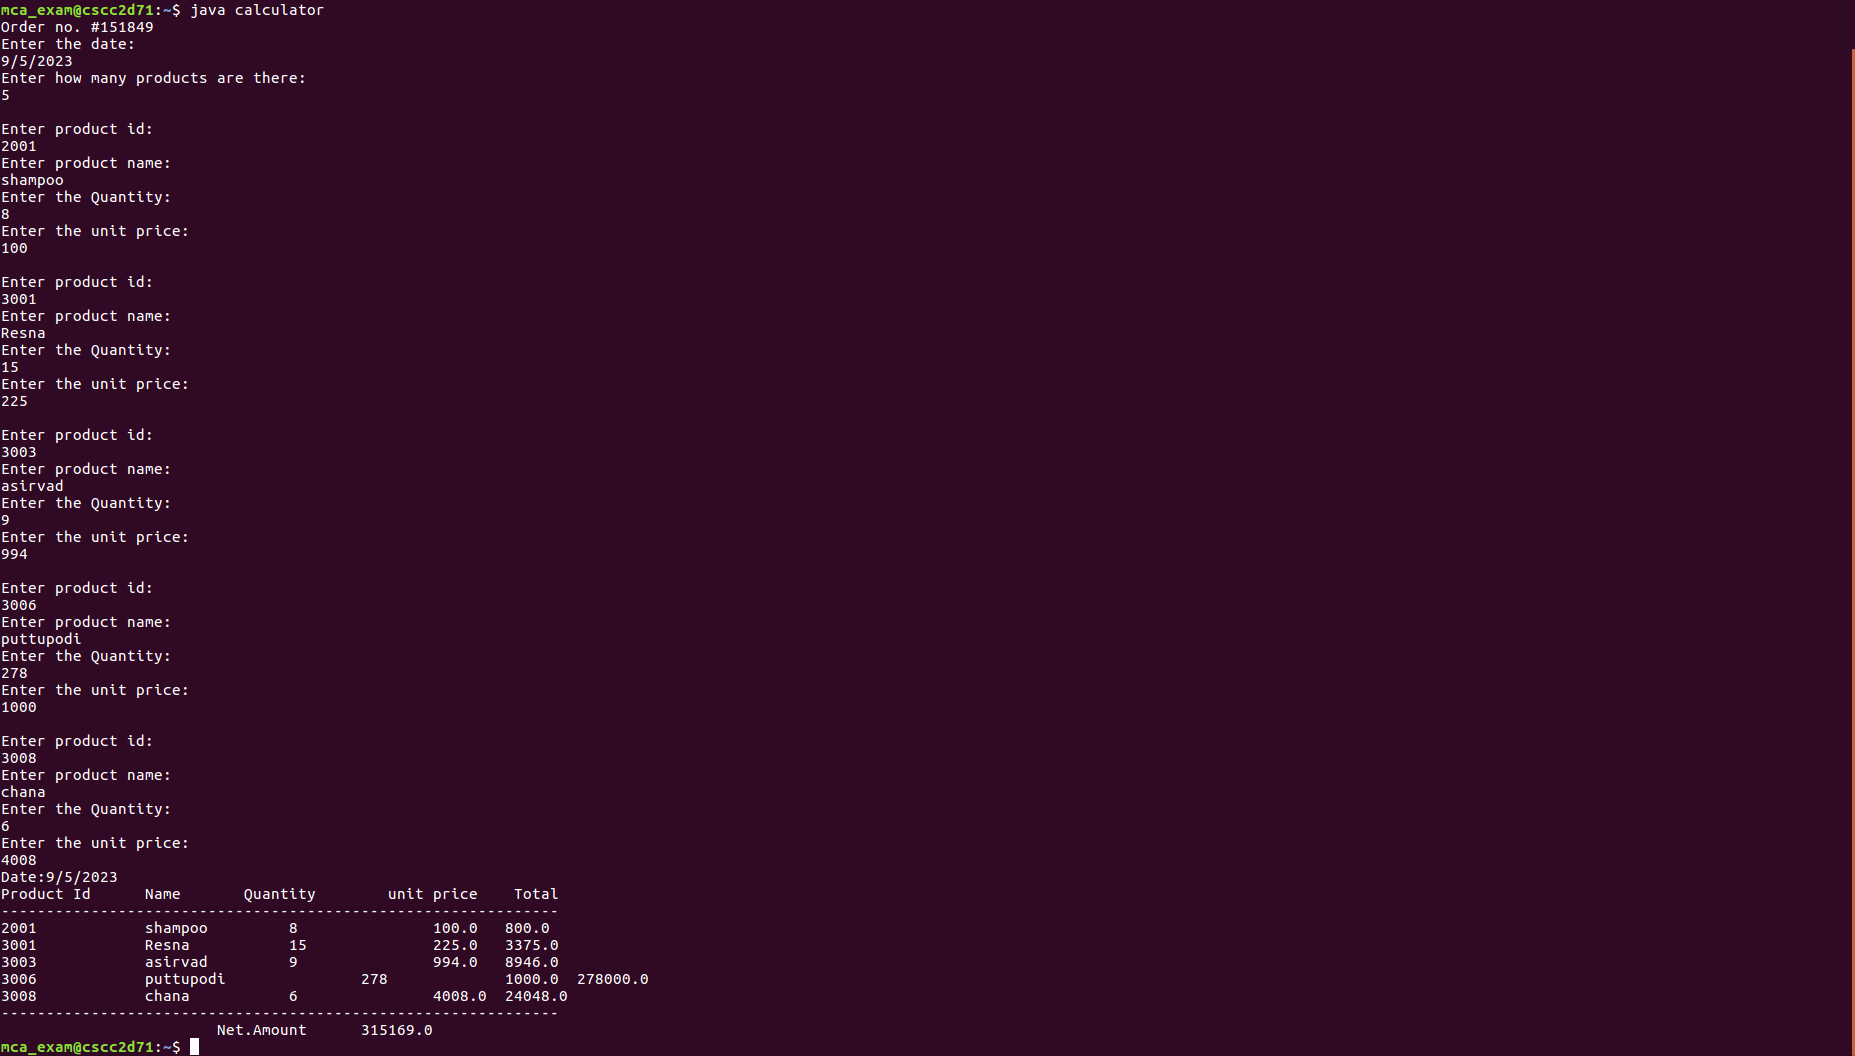 mca_exam@cscc2d71:~$ java calculator
Order no. #151849
Enter the date:
9/5/2023
Enter how many products are there:
5

Enter product id:
2001
Enter product name:
shampoo
Enter the Quantity:
8
Enter the unit price:
100

Enter product id:
3001
Enter product name:
Resna
Enter the Quantity:
15
Enter the unit price:
225

Enter product id:
3003
Enter product name:
asirvad
Enter the Quantity:
9
Enter the unit price:
994

Enter product id:
3006
Enter product name:
puttupodi
Enter the Quantity:
278
Enter the unit price:
1000

Enter product id:
3008
Enter product name:
chana
Enter the Quantity:
6
Enter the unit price:
4008
Date:9/5/2023
Product Id      Name       Quantity        unit price    Total
--------------------------------------------------------------
2001            shampoo         8               100.0   800.0
3001            Resna           15              225.0   3375.0
3003            asirvad         9               994.0   8946.0
3006            puttupodi               278             1000.0  278000.0
3008            chana           6               4008.0  24048.0
--------------------------------------------------------------
                        Net.Amount      315169.0
mca_exam@cscc2d71:~$